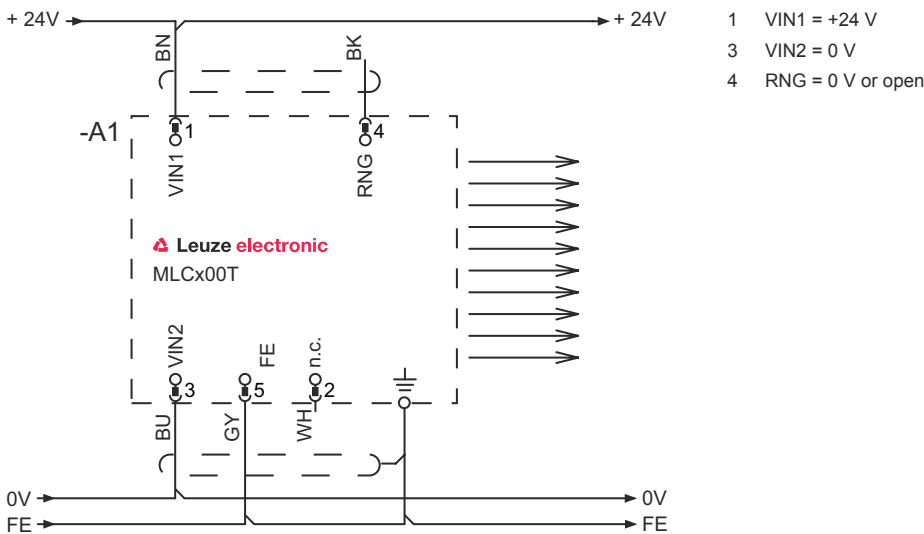 + 24V
+ 24V
1 VIN1 = +24 V
3 VIN2 = 0 V
4 RNG = 0 V or open
BN
BK
-A1
1
4
VIN1
RNG
Leuze electronic
MLCx00T
VIN2
FE
n.c.
3
5
2
BU
GY
WH
0V
0V
FE
FE